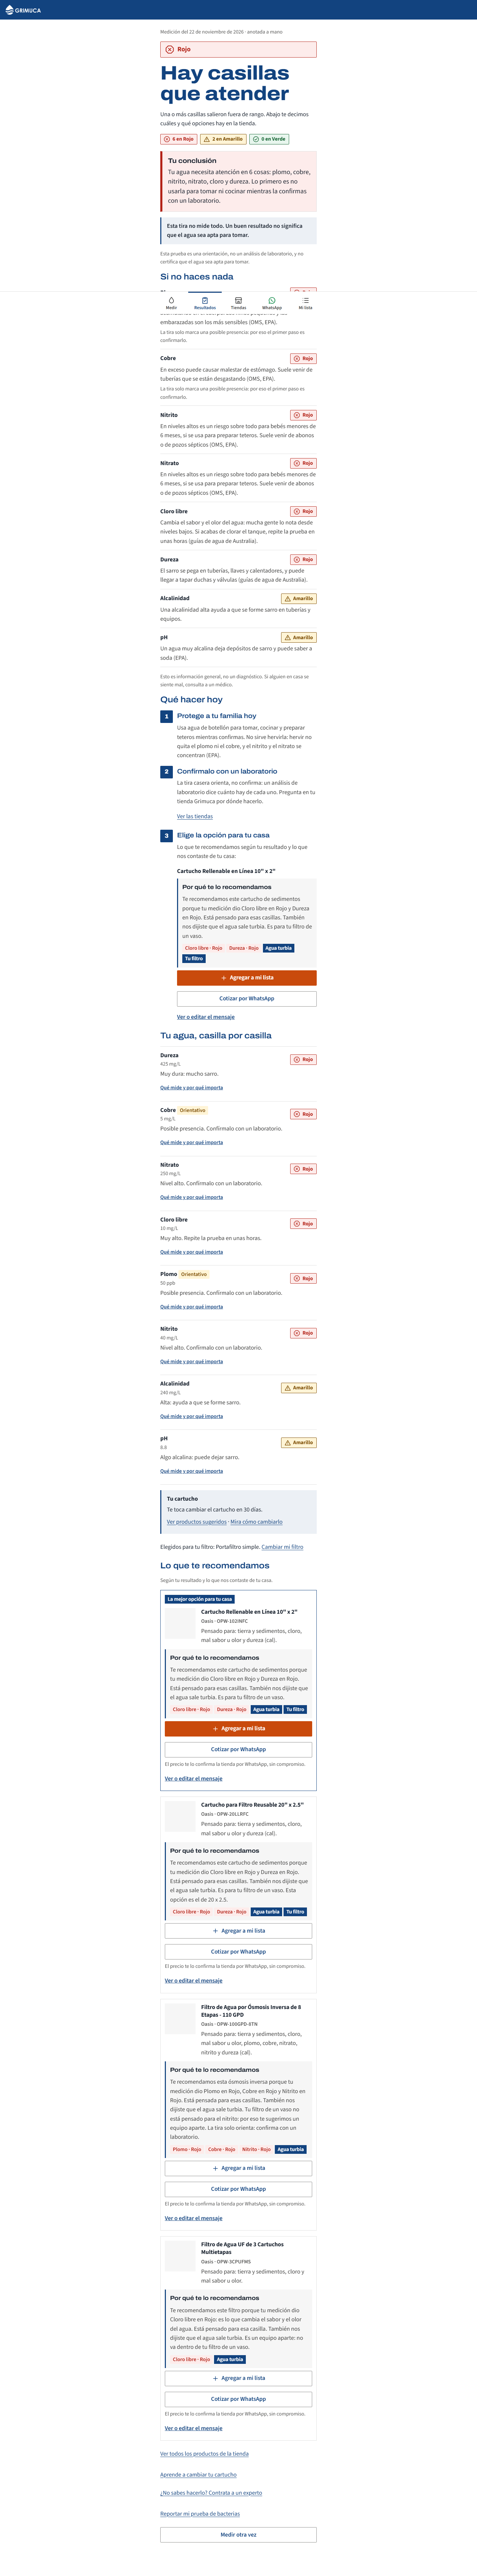 GRIMUCA
Medición del 22 de noviembre de 2026 · anotada a mano
Rojo
Hay casillas
que atender
Una o más casillas salieron fuera de rango. Abajo te decimos
cuáles y qué opciones hay en la tienda.
6 en Rojo
2 en Amarillo
0 en Verde
Tu conclusión
Tu agua necesita atención en 6 cosas: plomo, cobre,
nitrito, nitrato, cloro y dureza. Lo primero es no
usarla para tomar ni cocinar mientras la confirmas
con un laboratorio.
Esta tira no mide todo. Un buen resultado no significa
que el agua sea apta para tomar.
Esta prueba es una orientación, no un análisis de laboratorio, y no
certifica que el agua sea apta para tomar.
Si no haces nada
Medir
Resultados
Tiendas
WhatsApp
Mi lista
embarazadas son los más sensibles (OMS, EPA).
La tira solo marca una posible presencia: por eso el primer paso es
confirmarlo.
Cobre
Rojo
En exceso puede causar malestar de estómago. Suele venir de
tuberías que se están desgastando (OMS, EPA).
La tira solo marca una posible presencia: por eso el primer paso es
confirmarlo.
Nitrito
Rojo
En niveles altos es un riesgo sobre todo para bebés menores de
6 meses, si se usa para preparar teteros. Suele venir de abonos
o de pozos sépticos (OMS, EPA).
Nitrato
Rojo
En niveles altos es un riesgo sobre todo para bebés menores de
6 meses, si se usa para preparar teteros. Suele venir de abonos
o de pozos sépticos (OMS, EPA).
Cloro libre
Rojo
Cambia el sabor y el olor del agua: mucha gente lo nota desde
niveles bajos. Si acabas de clorar el tanque, repite la prueba en
unas horas (guías de agua de Australia).
Dureza
Rojo
El sarro se pega en tuberías, llaves y calentadores, y puede
llegar a tapar duchas y válvulas (guías de agua de Australia).
Alcalinidad
Amarillo
Una alcalinidad alta ayuda a que se forme sarro en tuberías y
equipos.
pH
Amarillo
Un agua muy alcalina deja depósitos de sarro y puede saber a
soda (EPA).
Esto es información general, no un diagnóstico. Si alguien en casa se
siente mal, consulta a un médico.
Qué hacer hoy
1
Protege a tu familia hoy
Usa agua de botellón para tomar, cocinar y preparar
teteros mientras confirmas. No sirve hervirla: hervir no
quita el plomo ni el cobre, y el nitrito y el nitrato se
concentran (EPA).
2
Confírmalo con un laboratorio
La tira casera orienta, no confirma: un análisis de
laboratorio dice cuánto hay de cada uno. Pregunta en tu
tienda Grimuca por dónde hacerlo.
Ver las tiendas
3
Elige la opción para tu casa
Lo que te recomendamos según tu resultado y lo que
nos contaste de tu casa:
Cartucho Rellenable en Línea 10" x 2"
Por qué te lo recomendamos
Te recomendamos este cartucho de sedimentos
porque tu medición dio Cloro libre en Rojo y Dureza
en Rojo. Está pensado para esas casillas. También
nos dijiste que el agua sale turbia. Es para tu filtro de
un vaso.
Cloro libre · Rojo
Dureza · Rojo
Agua turbia
Tu filtro
Agregar a mi lista
Cotizar por WhatsApp
Ver o editar el mensaje
Tu agua, casilla por casilla
Dureza
Rojo
425 mg/L
Muy dura: mucho sarro.
Qué mide y por qué importa
Cobre Orientativo
Rojo
5 mg/L
Posible presencia. Confírmalo con un laboratorio.
Qué mide y por qué importa
Nitrato
Rojo
250 mg/L
Nivel alto. Confírmalo con un laboratorio.
Qué mide y por qué importa
Cloro libre
Rojo
10 mg/L
Muy alto. Repite la prueba en unas horas.
Qué mide y por qué importa
Plomo Orientativo
Rojo
50 ppb
Posible presencia. Confírmalo con un laboratorio.
Qué mide y por qué importa
Nitrito
Rojo
40 mg/L
Nivel alto. Confírmalo con un laboratorio.
Qué mide y por qué importa
Alcalinidad
Amarillo
240 mg/L
Alta: ayuda a que se forme sarro.
Qué mide y por qué importa
pH
Amarillo
8.8
Algo alcalina: puede dejar sarro.
Qué mide y por qué importa
Tu cartucho
Te toca cambiar el cartucho en 30 días.
Ver productos sugeridos · Mira cómo cambiarlo
Elegidos para tu filtro: Portafiltro simple. Cambiar mi filtro
Lo que te recomendamos
Según tu resultado y lo que nos contaste de tu casa.
La mejor opción para tu casa
Cartucho Rellenable en Línea 10" x 2"
Oasis · OPW-102INFC
Pensado para: tierra y sedimentos, cloro,
mal sabor u olor y dureza (cal).
Por qué te lo recomendamos
Te recomendamos este cartucho de sedimentos porque tu
medición dio Cloro libre en Rojo y Dureza en Rojo. Está
pensado para esas casillas. También nos dijiste que
el agua sale turbia. Es para tu filtro de un vaso.
Cloro libre · Rojo
Dureza · Rojo
Agua turbia
Tu filtro
Agregar a mi lista
Cotizar por WhatsApp
El precio te lo confirma la tienda por WhatsApp, sin compromiso.
Ver o editar el mensaje
Cartucho para Filtro Reusable 20" x 2.5"
Oasis · OPW-20LLRFC
Pensado para: tierra y sedimentos, cloro,
mal sabor u olor y dureza (cal).
Por qué te lo recomendamos
Te recomendamos este cartucho de sedimentos porque
tu medición dio Cloro libre en Rojo y Dureza en Rojo.
Está pensado para esas casillas. También nos dijiste que
el agua sale turbia. Es para tu filtro de un vaso. Esta
opción es el de 20 x 2.5.
Cloro libre · Rojo
Dureza · Rojo
Agua turbia
Tu filtro
Agregar a mi lista
Cotizar por WhatsApp
El precio te lo confirma la tienda por WhatsApp, sin compromiso.
Ver o editar el mensaje
Filtro de Agua por Ósmosis Inversa de 8
Etapas - 110 GPD
Oasis · OPW-100GPD-8TN
Pensado para: tierra y sedimentos, cloro,
mal sabor u olor, plomo, cobre, nitrato,
nitrito y dureza (cal).
Por qué te lo recomendamos
Te recomendamos esta ósmosis inversa porque tu
medición dio Plomo en Rojo, Cobre en Rojo y Nitrito en
Rojo. Está pensada para esas casillas. También nos
dijiste que el agua sale turbia. Tu filtro de un vaso no
está pensado para el nitrito: por eso te sugerimos un
equipo aparte. La tira solo orienta: confirma con un
laboratorio.
Plomo · Rojo
Cobre · Rojo
Nitrito · Rojo
Agua turbia
Agregar a mi lista
Cotizar por WhatsApp
El precio te lo confirma la tienda por WhatsApp, sin compromiso.
Ver o editar el mensaje
Filtro de Agua UF de 3 Cartuchos
Multietapas
Oasis · OPW-3CPUFMS
Pensado para: tierra y sedimentos, cloro y
mal sabor u olor.
Por qué te lo recomendamos
Te recomendamos este filtro porque tu medición dio
Cloro libre en Rojo: es lo que cambia el sabor y el olor
del agua. Está pensado para esa casilla. También nos
dijiste que el agua sale turbia. Es un equipo aparte: no
va dentro de tu filtro de un vaso.
Cloro libre · Rojo
Agua turbia
Agregar a mi lista
Cotizar por WhatsApp
El precio te lo confirma la tienda por WhatsApp, sin compromiso.
Ver o editar el mensaje
Ver todos los productos de la tienda
Aprende a cambiar tu cartucho
¿No sabes hacerlo? Contrata a un experto
Reportar mi prueba de bacterias
Medir otra vez